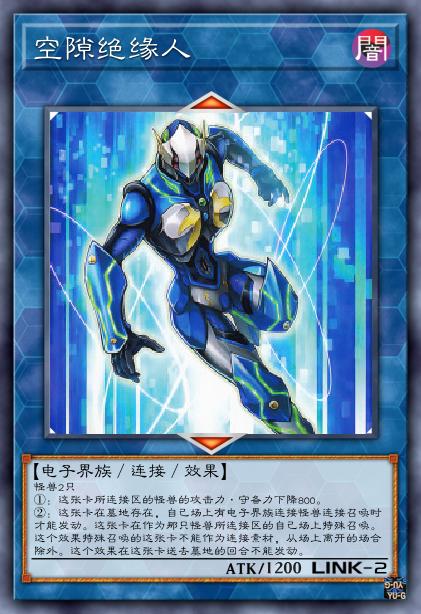 空隙绝缘人
闇
【电子界族/连接/效果】
怪兽2只
①：这张卡所连接区的怪兽的攻击力·守备力下降800。
②：这张卡在墓地存在，自己场上有电子界族连接怪兽连接召唤时
才能发动。这张卡在作为那只怪兽所连接区的自己场上特殊召唤。
这个效果特殊召唤的这张卡不能作为连接素材，从场上离开的场合
除外。这个效果在这张卡送去墓地的回合不能发动。
ATK/1200 LINK-2